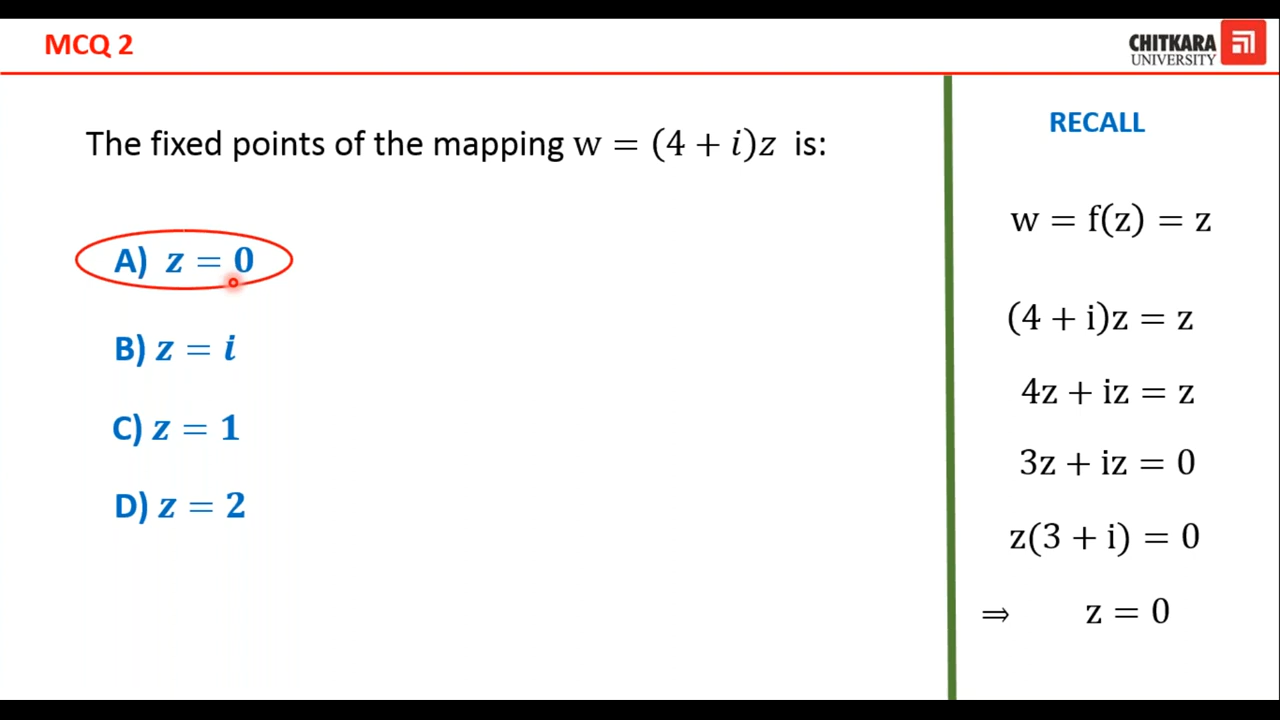 MCQ 2
CHITKARA
UNIVERSITY
The fixed points of the mapping w = (4 + i)z is:
A) z = 0
B) z = i
C) z = 1
D) z = 2
RECALL
w = f(z) = z
(4 + i)z = z
4z + iz = z
3z + iz = 0
z(3 + i) = 0
⇒ z = 0